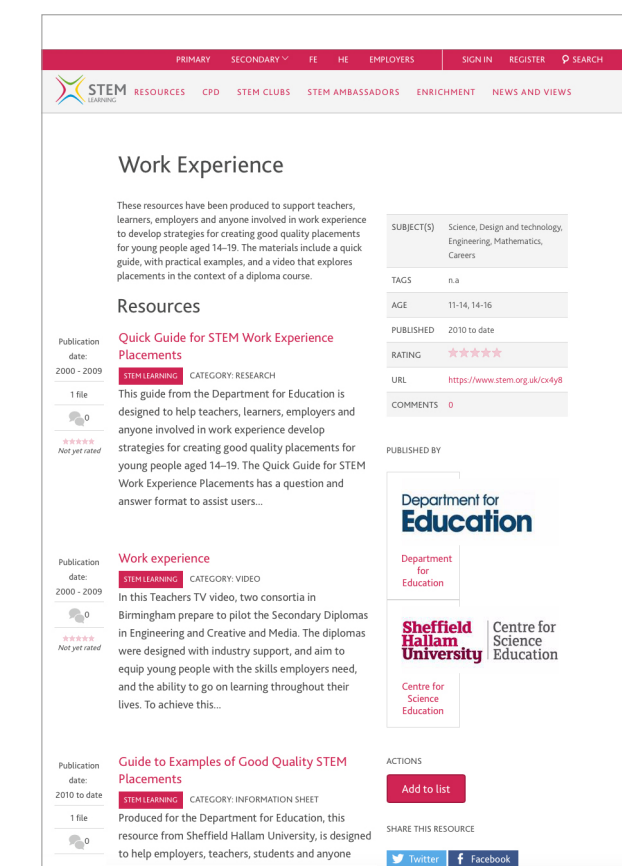 PRIMARY SECONDARY FE HE EMPLOYERS SIGN IN REGISTER SEARCH
STEM
LEARNING
RESOURCES CPD STEM CLUBS STEM AMBASSADORS ENRICHMENT NEWS AND VIEWS
Work Experience
These resources have been produced to support teachers,
learners, employers and anyone involved in work experience
to develop strategies for creating good quality placements
for young people aged 14–19. The materials include a quick
guide, with practical examples, and a video that explores
placements in the context of a diploma course.
Resources
Publication
date:
2000 - 2009
1 file
0
Not yet rated
Quick Guide for STEM Work Experience
Placements
STEM LEARNING CATEGORY: RESEARCH
This guide from the Department for Education is
designed to help teachers, learners, employers and
anyone involved in work experience develop
strategies for creating good quality placements for
young people aged 14–19. The Quick Guide for STEM
Work Experience Placements has a question and
answer format to assist users...
Publication
date:
2000 - 2009
0
Not yet rated
Work experience
STEM LEARNING CATEGORY: VIDEO
In this Teachers TV video, two consortia in
Birmingham prepare to pilot the Secondary Diplomas
in Engineering and Creative and Media. The diplomas
were designed with industry support, and aim to
equip young people with the skills employers need,
and the ability to go on learning throughout their
lives. To achieve this...
Publication
date:
2010 to date
1 file
0
Guide to Examples of Good Quality STEM
Placements
STEM LEARNING CATEGORY: INFORMATION SHEET
Produced for the Department for Education, this
resource from Sheffield Hallam University, is designed
to help employers, teachers, students and anyone
SUBJECT(S) Science, Design and technology,
Engineering, Mathematics,
Careers
TAGS n.a
AGE 11-14, 14-16
PUBLISHED 2010 to date
RATING
URL https://www.stem.org.uk/cx4y8
COMMENTS 0
PUBLISHED BY
Department for
Education
Department
for
Education
Sheffield
Hallam
University
Centre for
Science
Education
Centre for
Science
Education
ACTIONS
Add to list
SHARE THIS RESOURCE
Twitter Facebook